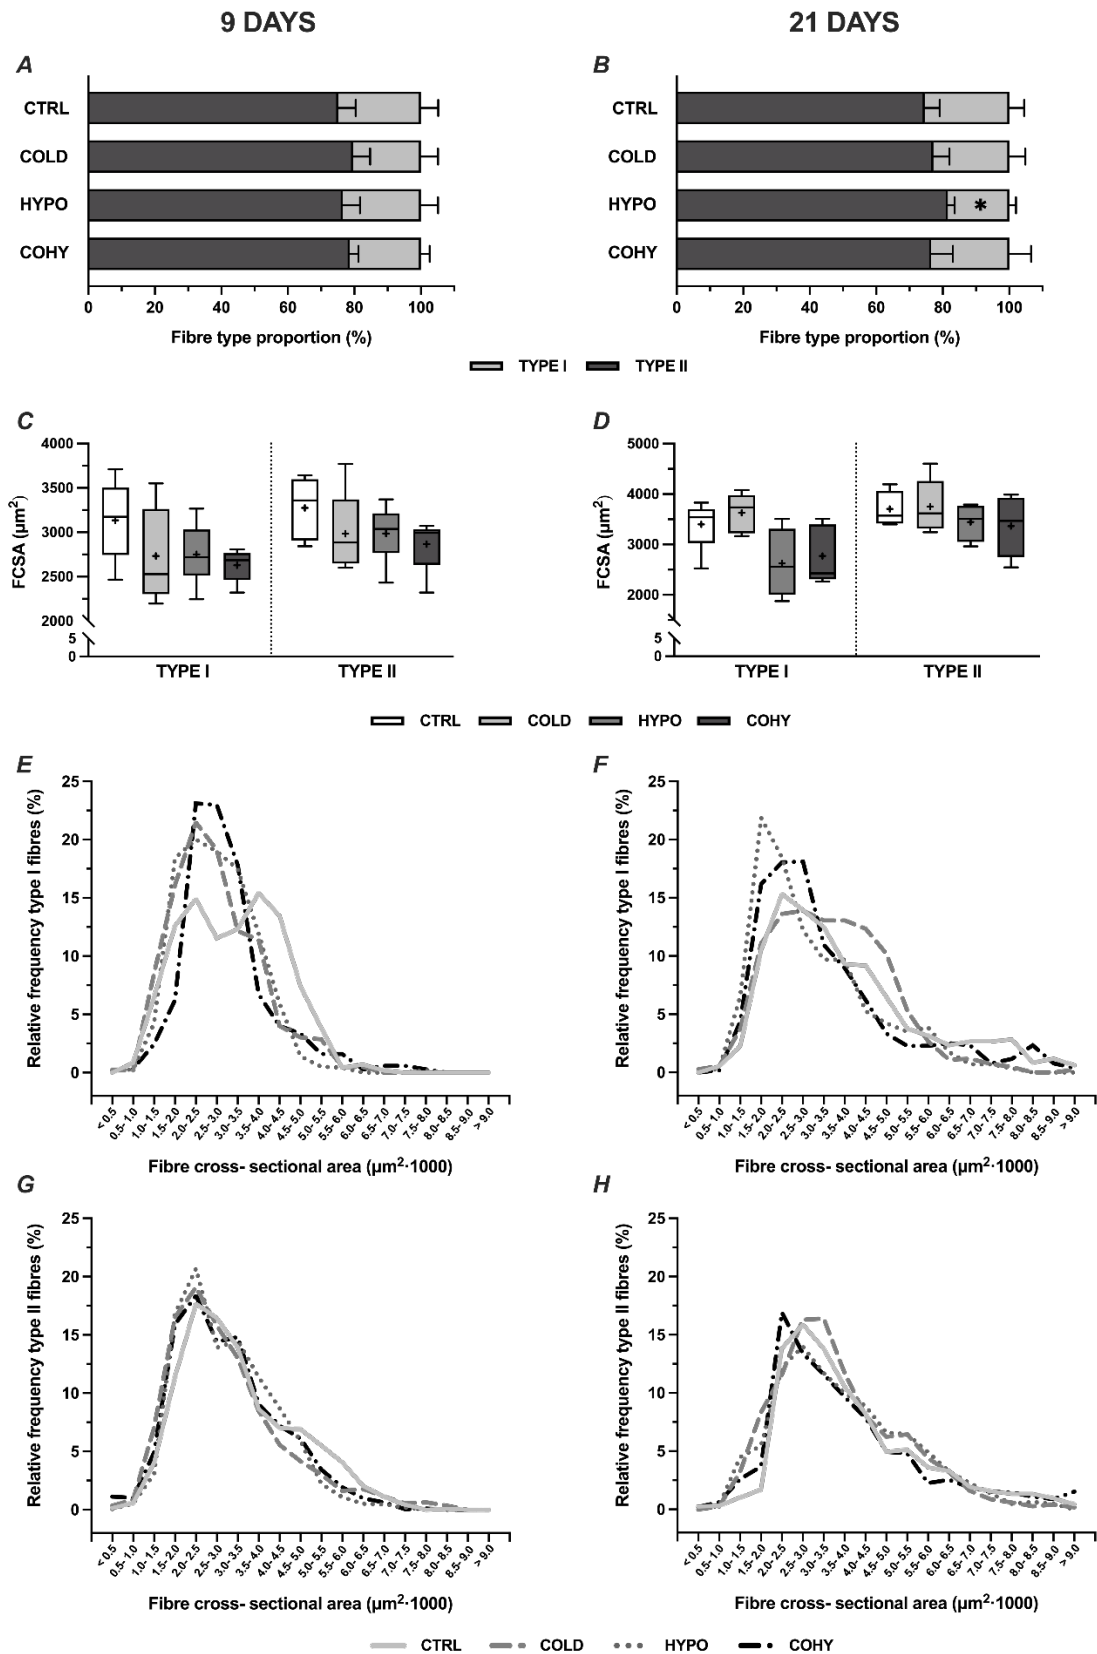 9 DAYS 21 DAYS
A B
CTRL CTRL
COLD COLD
HYPO HYPO *
COHY COHY
0 20 40 60 80 100 0 20 40 60 80 100
Fibre type proportion (%) Fibre type proportion (%)
TYPE I TYPE II
C D
FCSA (µm²) FCSA (µm²)
4000 5000
3500 4000
3000 3000
2500 2000
2000
5 5
0 0
TYPE I TYPE II TYPE I TYPE II
CTRL COLD HYPO COHY
E F
Relative frequency type I fibres (%) Relative frequency type I fibres (%)
25 25
20 20
15 15
10 10
5 5
0 0
< 0.5 0.5- 1.0 1.0- 1.5 1.5- 2.0 2.0- 2.5 2.5- 3.0 3.0- 3.5 3.5- 4.0 4.0- 4.5 4.5- 5.0 5.0- 5.5 5.5- 6.0 6.0- 6.5 6.5- 7.0 7.0- 7.5 7.5- 8.0 8.0- 8.5 8.5- 9.0 > 9.0 < 0.5 0.5- 1.0 1.0- 1.5 1.5- 2.0 2.0- 2.5 2.5- 3.0 3.0- 3.5 3.5- 4.0 4.0- 4.5 4.5- 5.0 5.0- 5.5 5.5- 6.0 6.0- 6.5 6.5- 7.0 7.0- 7.5 7.5- 8.0 8.0- 8.5 8.5- 9.0 > 9.0
Fibre cross- sectional area (µm²·1000) Fibre cross- sectional area (µm²·1000)
G H
Relative frequency type II fibres (%) Relative frequency type II fibres (%)
25 25
20 20
15 15
10 10
5 5
0 0
< 0.5 0.5- 1.0 1.0- 1.5 1.5- 2.0 2.0- 2.5 2.5- 3.0 3.0- 3.5 3.5- 4.0 4.0- 4.5 4.5- 5.0 5.0- 5.5 5.5- 6.0 6.0- 6.5 6.5- 7.0 7.0- 7.5 7.5- 8.0 8.0- 8.5 8.5- 9.0 > 9.0 < 0.5 0.5- 1.0 1.0- 1.5 1.5- 2.0 2.0- 2.5 2.5- 3.0 3.0- 3.5 3.5- 4.0 4.0- 4.5 4.5- 5.0 5.0- 5.5 5.5- 6.0 6.0- 6.5 6.5- 7.0 7.0- 7.5 7.5- 8.0 8.0- 8.5 8.5- 9.0 > 9.0
Fibre cross- sectional area (µm²·1000) Fibre cross- sectional area (µm²·1000)
CTRL COLD HYPO COHY